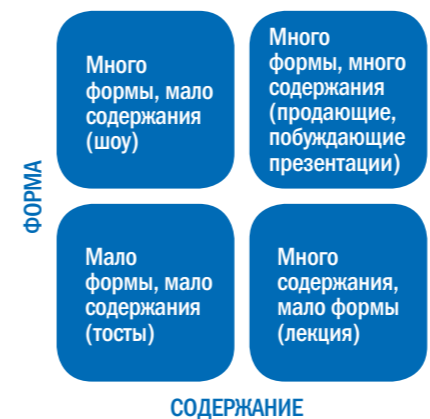 Много
формы, мало
содержания
(шоу)
Много
формы, много
содержания
(продающие,
побуждающие
презентации)
ФОРМА
Мало
формы, мало
содержания
(тосты)
Много
содержания,
мало формы
(лекция)
СОДЕРЖАНИЕ